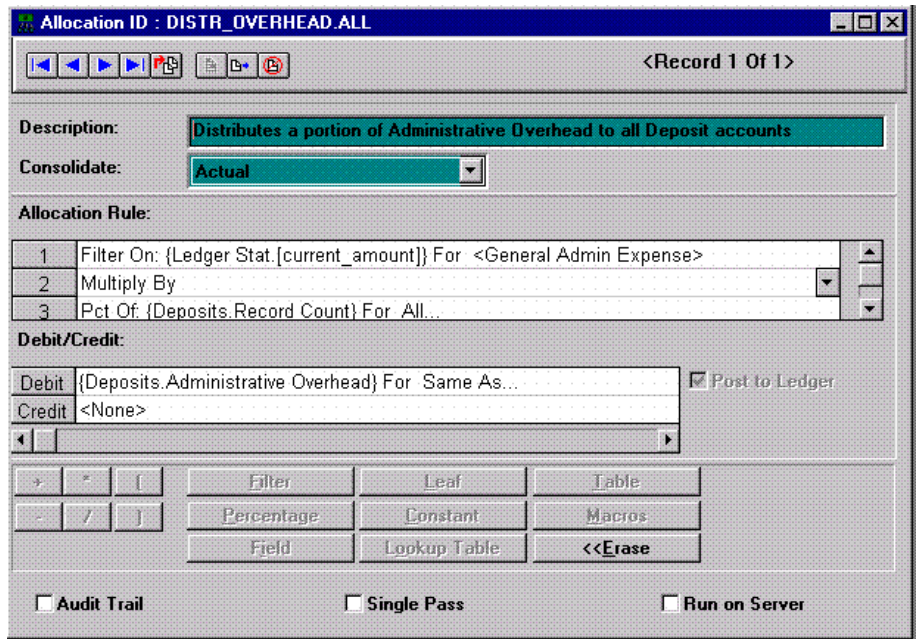 Allocation ID : DISTR_OVERHEAD.ALL
<Record 1 Of 1>
Description: Distributes a portion of Administrative Overhead to all Deposit accounts
Consolidate: Actual
Allocation Rule:
1 Filter On: {Ledger Stat.[current_amount]} For <General Admin Expense>
2 Multiply By
3 Pct Of: {Deposits.Record Count} For All...
Debit/Credit:
Debit {Deposits.Administrative Overhead} For Same As... Post to Ledger
Credit <None>
+ * ( Filter Leaf Table
- / ) Percentage Constant Macros
Field Lookup Table <<Erase
Audit Trail Single Pass Run on Server